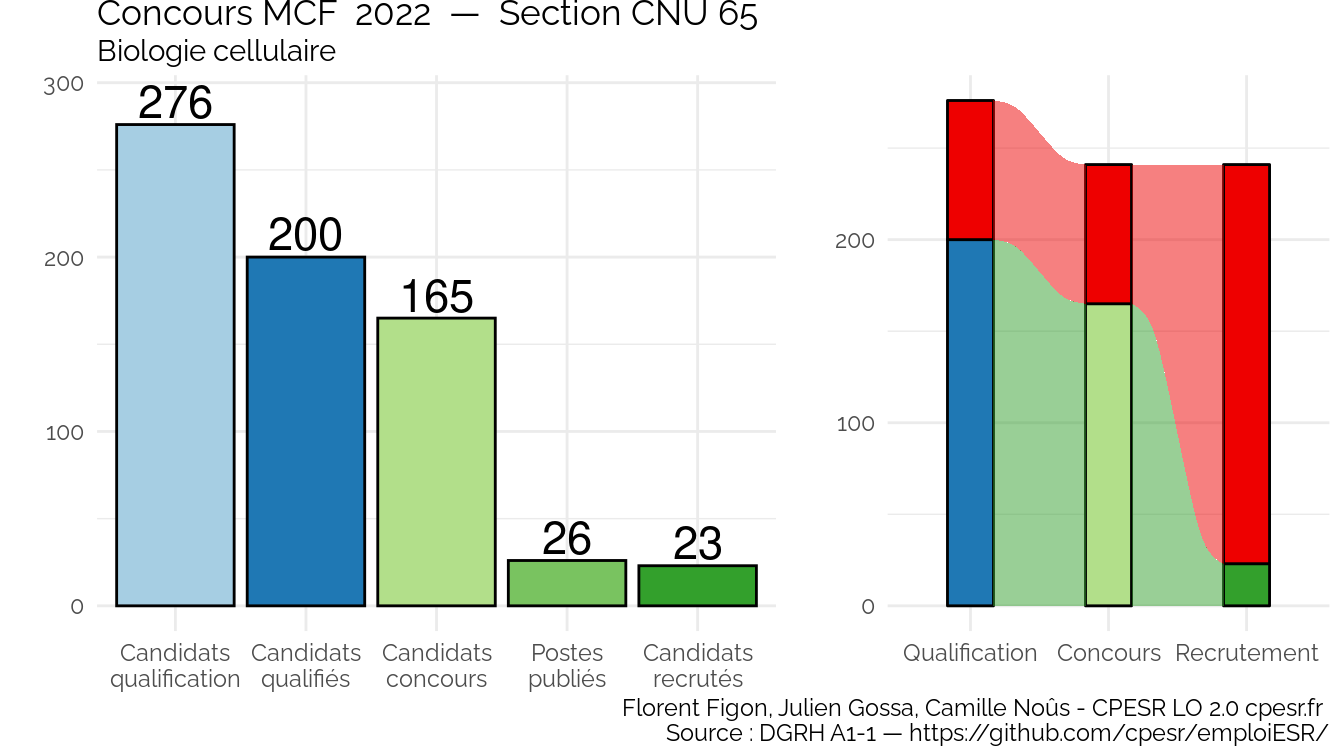 Concours MCF 2022 — Section CNU 65
Biologie cellulaire
300
200
100
0
276
200
165
26
23
Candidats qualification
Candidats qualifiés
Candidats concours
Postes publiés
Candidats recrutés
200
100
0
Qualification
Concours
Recrutement
Florent Figon, Julien Gossa, Camille Noûs - CPESR LO 2.0 cpesr.fr
Source : DGRH A1-1 — https://github.com/cpesr/emploiESR/